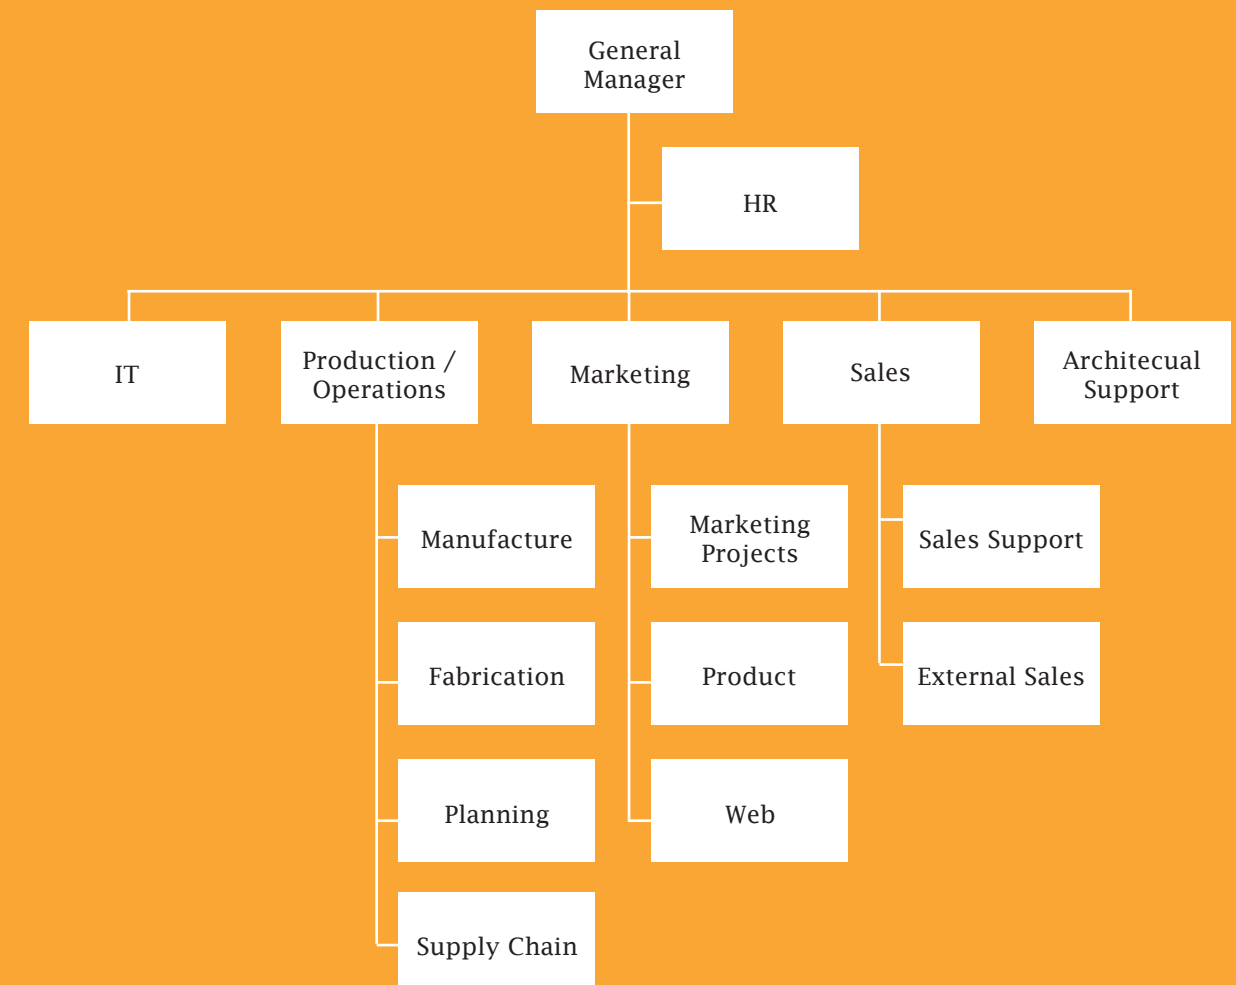 General
Manager
HR
IT
Production /
Operations
Marketing
Sales
Architecual
Support
Manufacture
Fabrication
Planning
Supply Chain
Marketing
Projects
Product
Web
Sales Support
External Sales